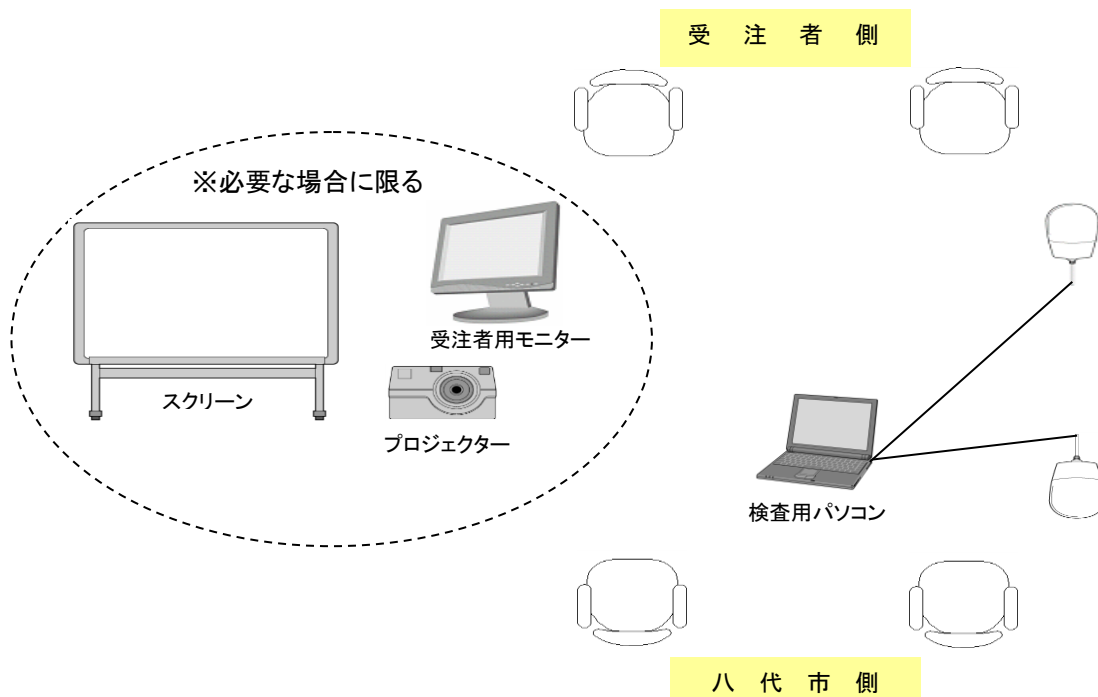 受注者側
※必要な場合に限る
受注者用モニター
スクリーン
プロジェクター
検査用パソコン
八代市側